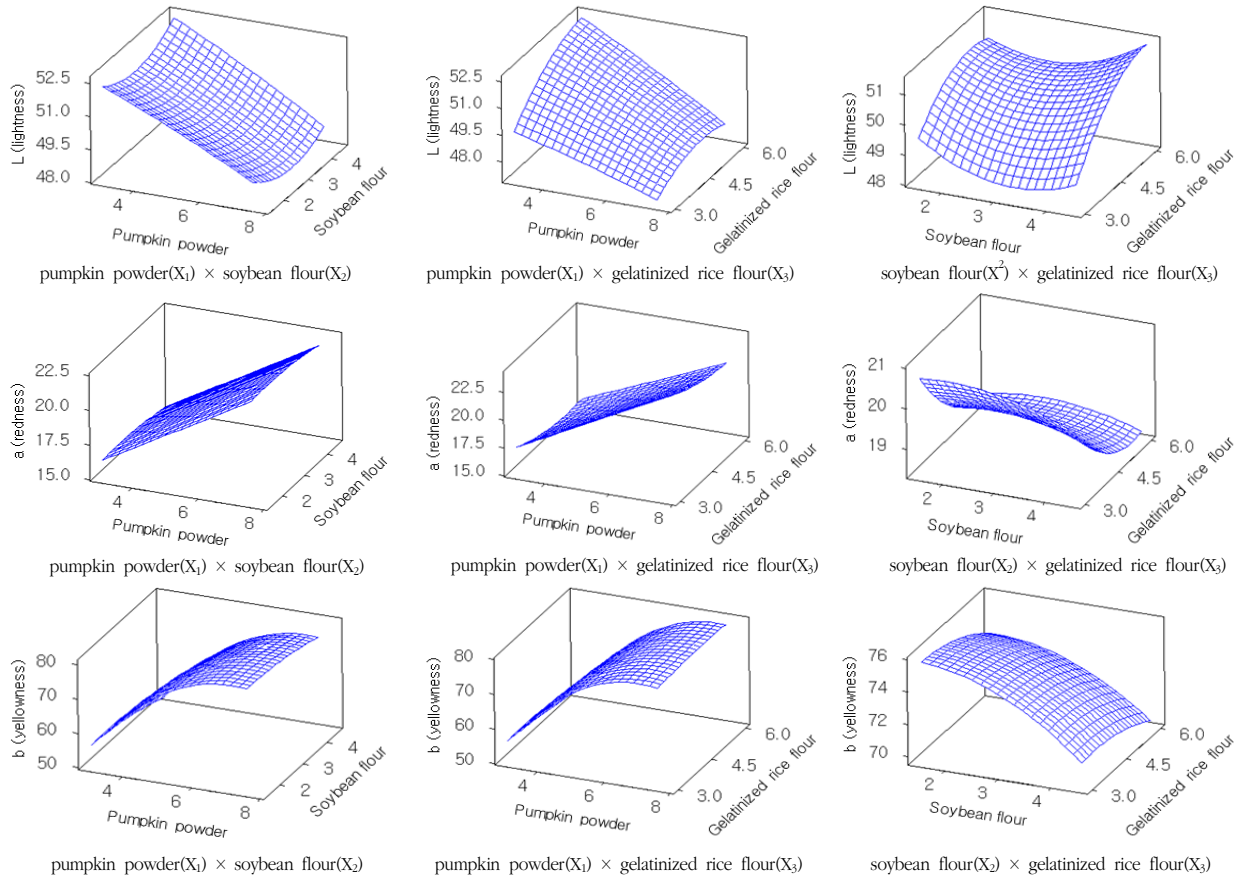 52.5
51.0
49.5
48.0
L (lightness)
4
6
8
Pumpkin powder
2
3
4
Soybean flour
pumpkin powder(X₁) × soybean flour(X₂)
52.5
51.0
49.5
48.0
L (lightness)
4
6
8
Pumpkin powder
3.0
4.5
6.0
Gelatinized rice flour
pumpkin powder(X₁) × gelatinized rice flour(X₃)
51
50
49
48
L (lightness)
2
3
4
Soybean flour
3.0
4.5
6.0
Gelatinized rice flour
soybean flour(X²) × gelatinized rice flour(X₃)
22.5
20.0
17.5
15.0
a (redness)
4
6
8
Pumpkin powder
2
3
4
Soybean flour
pumpkin powder(X₁) × soybean flour(X₂)
22.5
20.0
17.5
15.0
a (redness)
4
6
8
Pumpkin powder
3.0
4.5
6.0
Gelatinized rice flour
pumpkin powder(X₁) × gelatinized rice flour(X₃)
21
20
19
a (redness)
2
3
4
Soybean flour
3.0
4.5
6.0
Gelatinized rice flour
soybean flour(X₂) × gelatinized rice flour(X₃)
80
70
60
50
b (yellowness)
4
6
8
Pumpkin powder
2
3
4
Soybean flour
pumpkin powder(X₁) × soybean flour(X₂)
80
70
60
50
b (yellowness)
4
6
8
Pumpkin powder
3.0
4.5
6.0
Gelatinized rice flour
pumpkin powder(X₁) × gelatinized rice flour(X₃)
76
74
72
70
b (yellowness)
2
3
4
Soybean flour
3.0
4.5
6.0
Gelatinized rice flour
soybean flour(X₂) × gelatinized rice flour(X₃)